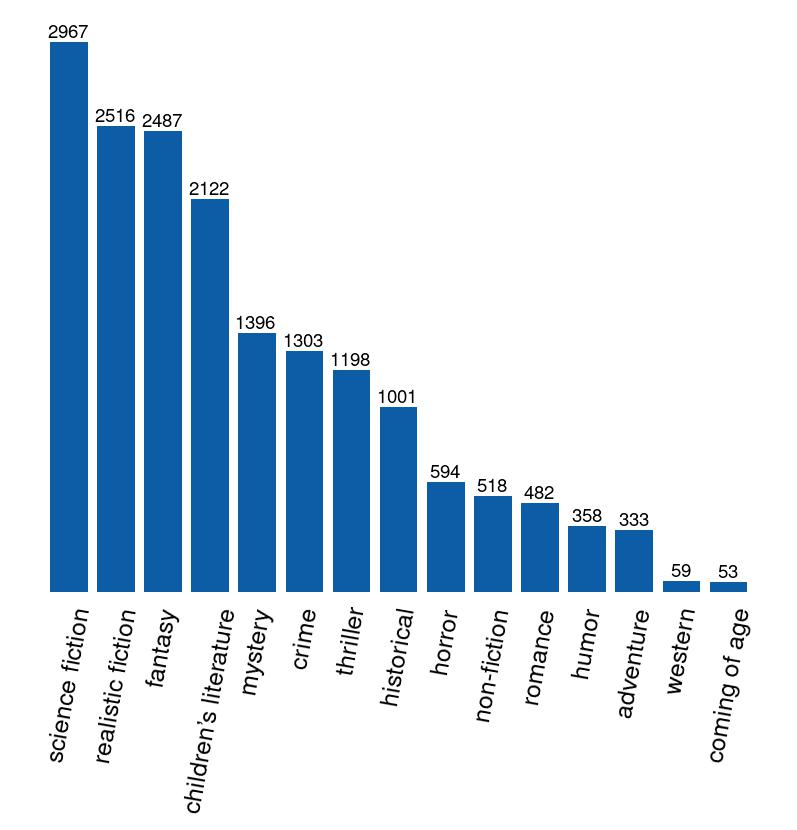 2967
2516
2487
2122
1396
1303
1198
1001
594
518
482
358
333
59
53
science fiction
realistic fiction
fantasy
children's literature
mystery
crime
thriller
historical
horror
non-fiction
romance
humor
adventure
western
coming of age